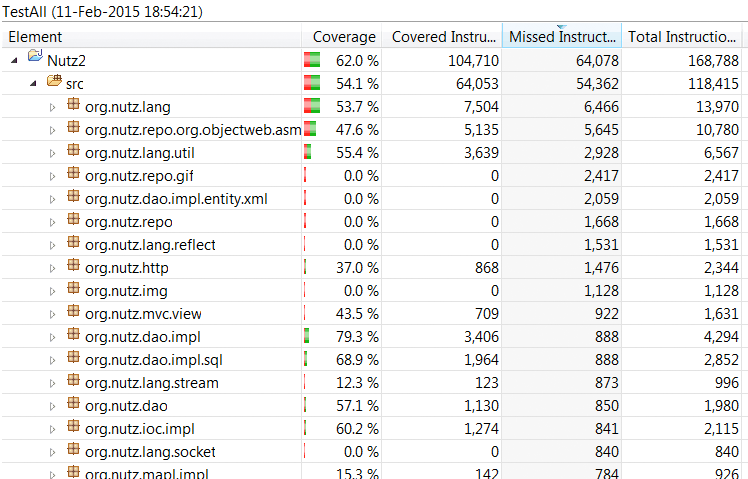 TestAll (11-Feb-2015 18:54:21)
Element Coverage Covered Instru... Missed Instruct... Total Instructio...
Nutz2 62.0 % 104,710 64,078 168,788
src 54.1 % 64,053 54,362 118,415
org.nutz.lang 53.7 % 7,504 6,466 13,970
org.nutz.repo.org.objectweb.asm 47.6 % 5,135 5,645 10,780
org.nutz.lang.util 55.4 % 3,639 2,928 6,567
org.nutz.repo.gif 0.0 % 0 2,417 2,417
org.nutz.dao.impl.entity.xml 0.0 % 0 2,059 2,059
org.nutz.repo 0.0 % 0 1,668 1,668
org.nutz.lang.reflect 0.0 % 0 1,531 1,531
org.nutz.http 37.0 % 868 1,476 2,344
org.nutz.img 0.0 % 0 1,128 1,128
org.nutz.mvc.view 43.5 % 709 922 1,631
org.nutz.dao.impl 79.3 % 3,406 888 4,294
org.nutz.dao.impl.sql 68.9 % 1,964 888 2,852
org.nutz.lang.stream 12.3 % 123 873 996
org.nutz.dao 57.1 % 1,130 850 1,980
org.nutz.ioc.impl 60.2 % 1,274 841 2,115
org.nutz.lang.socket 0.0 % 0 840 840
org.nutz.mapl.impl 15.3 % 142 784 926